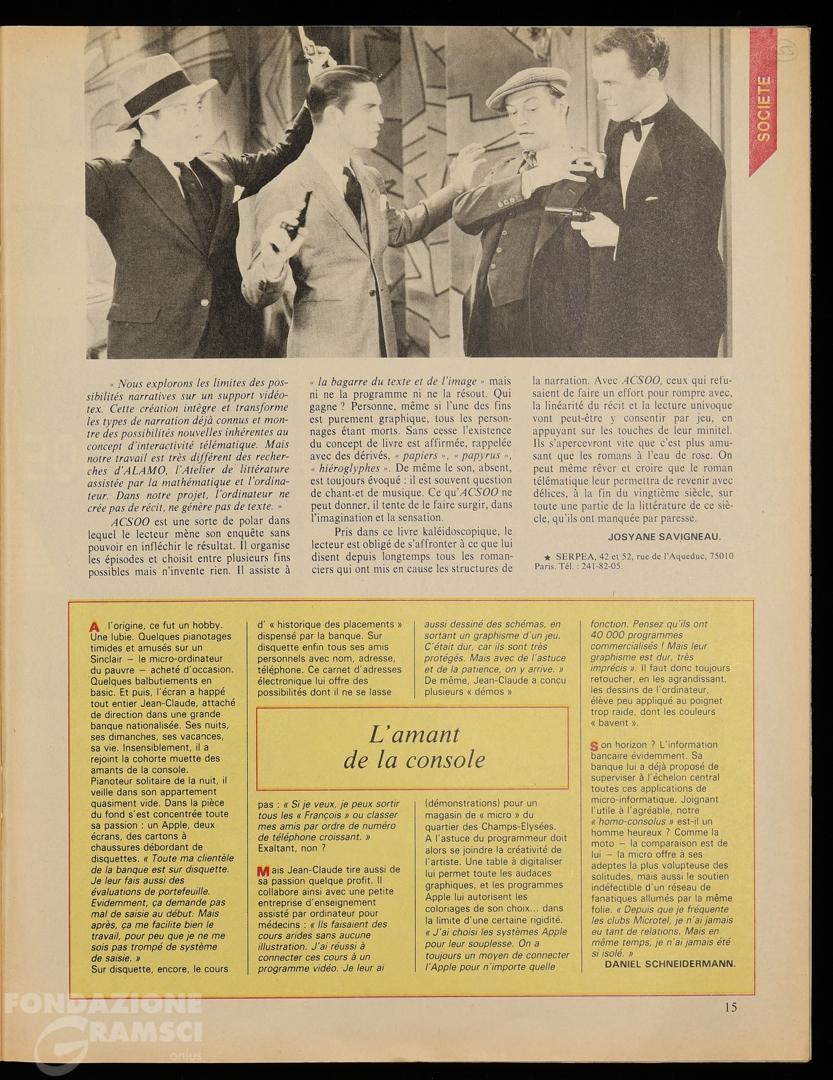 SOCIETE
« Nous explorons les limites des pos-
sibilités narratives sur un support vidéo-
tex. Cette création intègre et transforme
les types de narration déjà connus et mon-
tre des possibilités nouvelles inhérentes au
concept d'interactivité télématique. Mais
notre travail est très différent des recher-
ches d'ALAMO, l'Atelier de littérature
assistée par la mathématique et l'ordina-
teur. Dans notre projet, l'ordinateur ne
crée pas de récit, ne génère pas de texte. »
ACSOO est une sorte de polar dans
lequel le lecteur mène son enquête sans
pouvoir en infléchir le résultat. Il organise
les épisodes et choisit entre plusieurs fins
possibles mais n'invente rien. Il assiste à
« la bagarre du texte et de l'image » mais
ni ne la programme ni ne la résout. Qui
gagne ? Personne, même si l'une des fins
est purement graphique, tous les person-
nages étant morts. Sans cesse l'existence
du concept de livre est affirmée, rappelée
avec des dérivés, « papiers », « papyrus »,
« hiéroglyphes ». De même le son, absent,
est toujours évoqué : il est souvent question
de chant et de musique. Ce qu'ACSOO ne
peut donner, il tente de le faire surgir, dans
l'imagination et la sensation.
Pris dans ce livre kaléidoscopique, le
lecteur est obligé de s'affronter à ce que lui
disent depuis longtemps tous les roman-
ciers qui ont mis en cause les structures de
la narration. Avec ACSOO, ceux qui refu-
saient de faire un effort pour rompre avec,
la linéarité du récit et la lecture univoque
vont peut-être y consentir par jeu, en
appuyant sur les touches de leur minitel.
Ils s'apercevront vite que c'est plus amu-
sant que les romans à l'eau de rose. On
peut même rêver et croire que le roman
télématique leur permettra de revenir avec
délices, à la fin du vingtième siècle, sur
toute une partie de la littérature de ce siè-
cle, qu'ils ont manquée par paresse.
JOSYANE SAVIGNEAU.
★ SERPEA, 42 et 52, rue de l'Aqueduc, 75010
Paris. Tél. : 241-82-05.
A l'origine, ce fut un hobby.
Une lubie. Quelques pianotages
timides et amusés sur un
Sinclair – le micro-ordinateur
du pauvre – acheté d'occasion.
Quelques balbutiements en
basic. Et puis, l'écran a happé
tout entier Jean-Claude, attaché
de direction dans une grande
banque nationalisée. Ses nuits,
ses dimanches, ses vacances,
sa vie. Insensiblement, il a
rejoint la cohorte muette des
amants de la console.
Pianoteur solitaire de la nuit, il
veille dans son appartement
quasiment vide. Dans la pièce
du fond s'est concentrée toute
sa passion : un Apple, deux
écrans, des cartons à
chaussures débordant de
disquettes. « Toute ma clientèle
de la banque est sur disquette.
Je leur fais aussi des
évaluations de portefeuille.
Evidemment, ça demande pas
mal de saisie au début. Mais
après, ça me facilite bien le
travail, pour peu que je ne me
sois pas trompé de système
de saisie. »
Sur disquette, encore, le cours
d' « historique des placements »
dispensé par la banque. Sur
disquette enfin tous ses amis
personnels avec nom, adresse,
téléphone. Ce carnet d'adresses
électronique lui offre des
possibilités dont il ne se lasse
L'amant
de la console
pas : « Si je veux, je peux sortir
tous les « François » ou classer
mes amis par ordre de numéro
de téléphone croissant. »
Exaltant, non ?
Mais Jean-Claude tire aussi de
sa passion quelque profit. Il
collabore ainsi avec une petite
entreprise d'enseignement
assisté par ordinateur pour
médecins : « Ils faisaient des
cours arides sans aucune
illustration. J'ai réussi à
connecter ces cours à un
programme vidéo. Je leur ai
aussi dessiné des schémas, en
sortant un graphisme d'un jeu.
C'était dur, car ils sont très
protégés. Mais avec de l'astuce
et de la patience, on y arrive. »
De même, Jean-Claude a conçu
plusieurs « démos »
(démonstrations) pour un
magasin de « micro » du
quartier des Champs-Elysées.
A l'astuce du programmeur doit
alors se joindre la créativité de
l'artiste. Une table à digitaliser
lui permet toute les audaces
graphiques, et les programmes
Apple lui autorisent les
coloriages de son choix... dans
la limite d'une certaine rigidité.
« J'ai choisi les systèmes Apple
pour leur souplesse. On a
toujours un moyen de connecter
l'Apple pour n'importe quelle
fonction. Pensez qu'ils ont
40 000 programmes
commercialisés ! Mais leur
graphisme est dur, très
imprécis ». Il faut donc toujours
retoucher, en les agrandissant,
les dessins de l'ordinateur,
élève peu appliqué au poignet
trop raide, dont les couleurs
« bavent ».
Son horizon ? L'information
bancaire évidemment. Sa
banque lui a déjà proposé de
superviser à l'échelon central
toutes ces applications de
micro-informatique. Joignant
l'utile à l'agréable, notre
« homo-consolus » est-il un
homme heureux ? Comme la
moto – la comparaison est de
lui – la micro offre à ses
adeptes la plus voluptueuse des
solitudes, mais aussi le soutien
indéfectible d'un réseau de
fanatiques allumés par la même
folie. « Depuis que je fréquente
les clubs Microtel, je n'ai jamais
eu tant de relations. Mais en
même temps, je n'ai jamais été
si isolé. »
DANIEL SCHNEIDERMANN.
15
FONDAZIONE
GRAMSCI
onlus